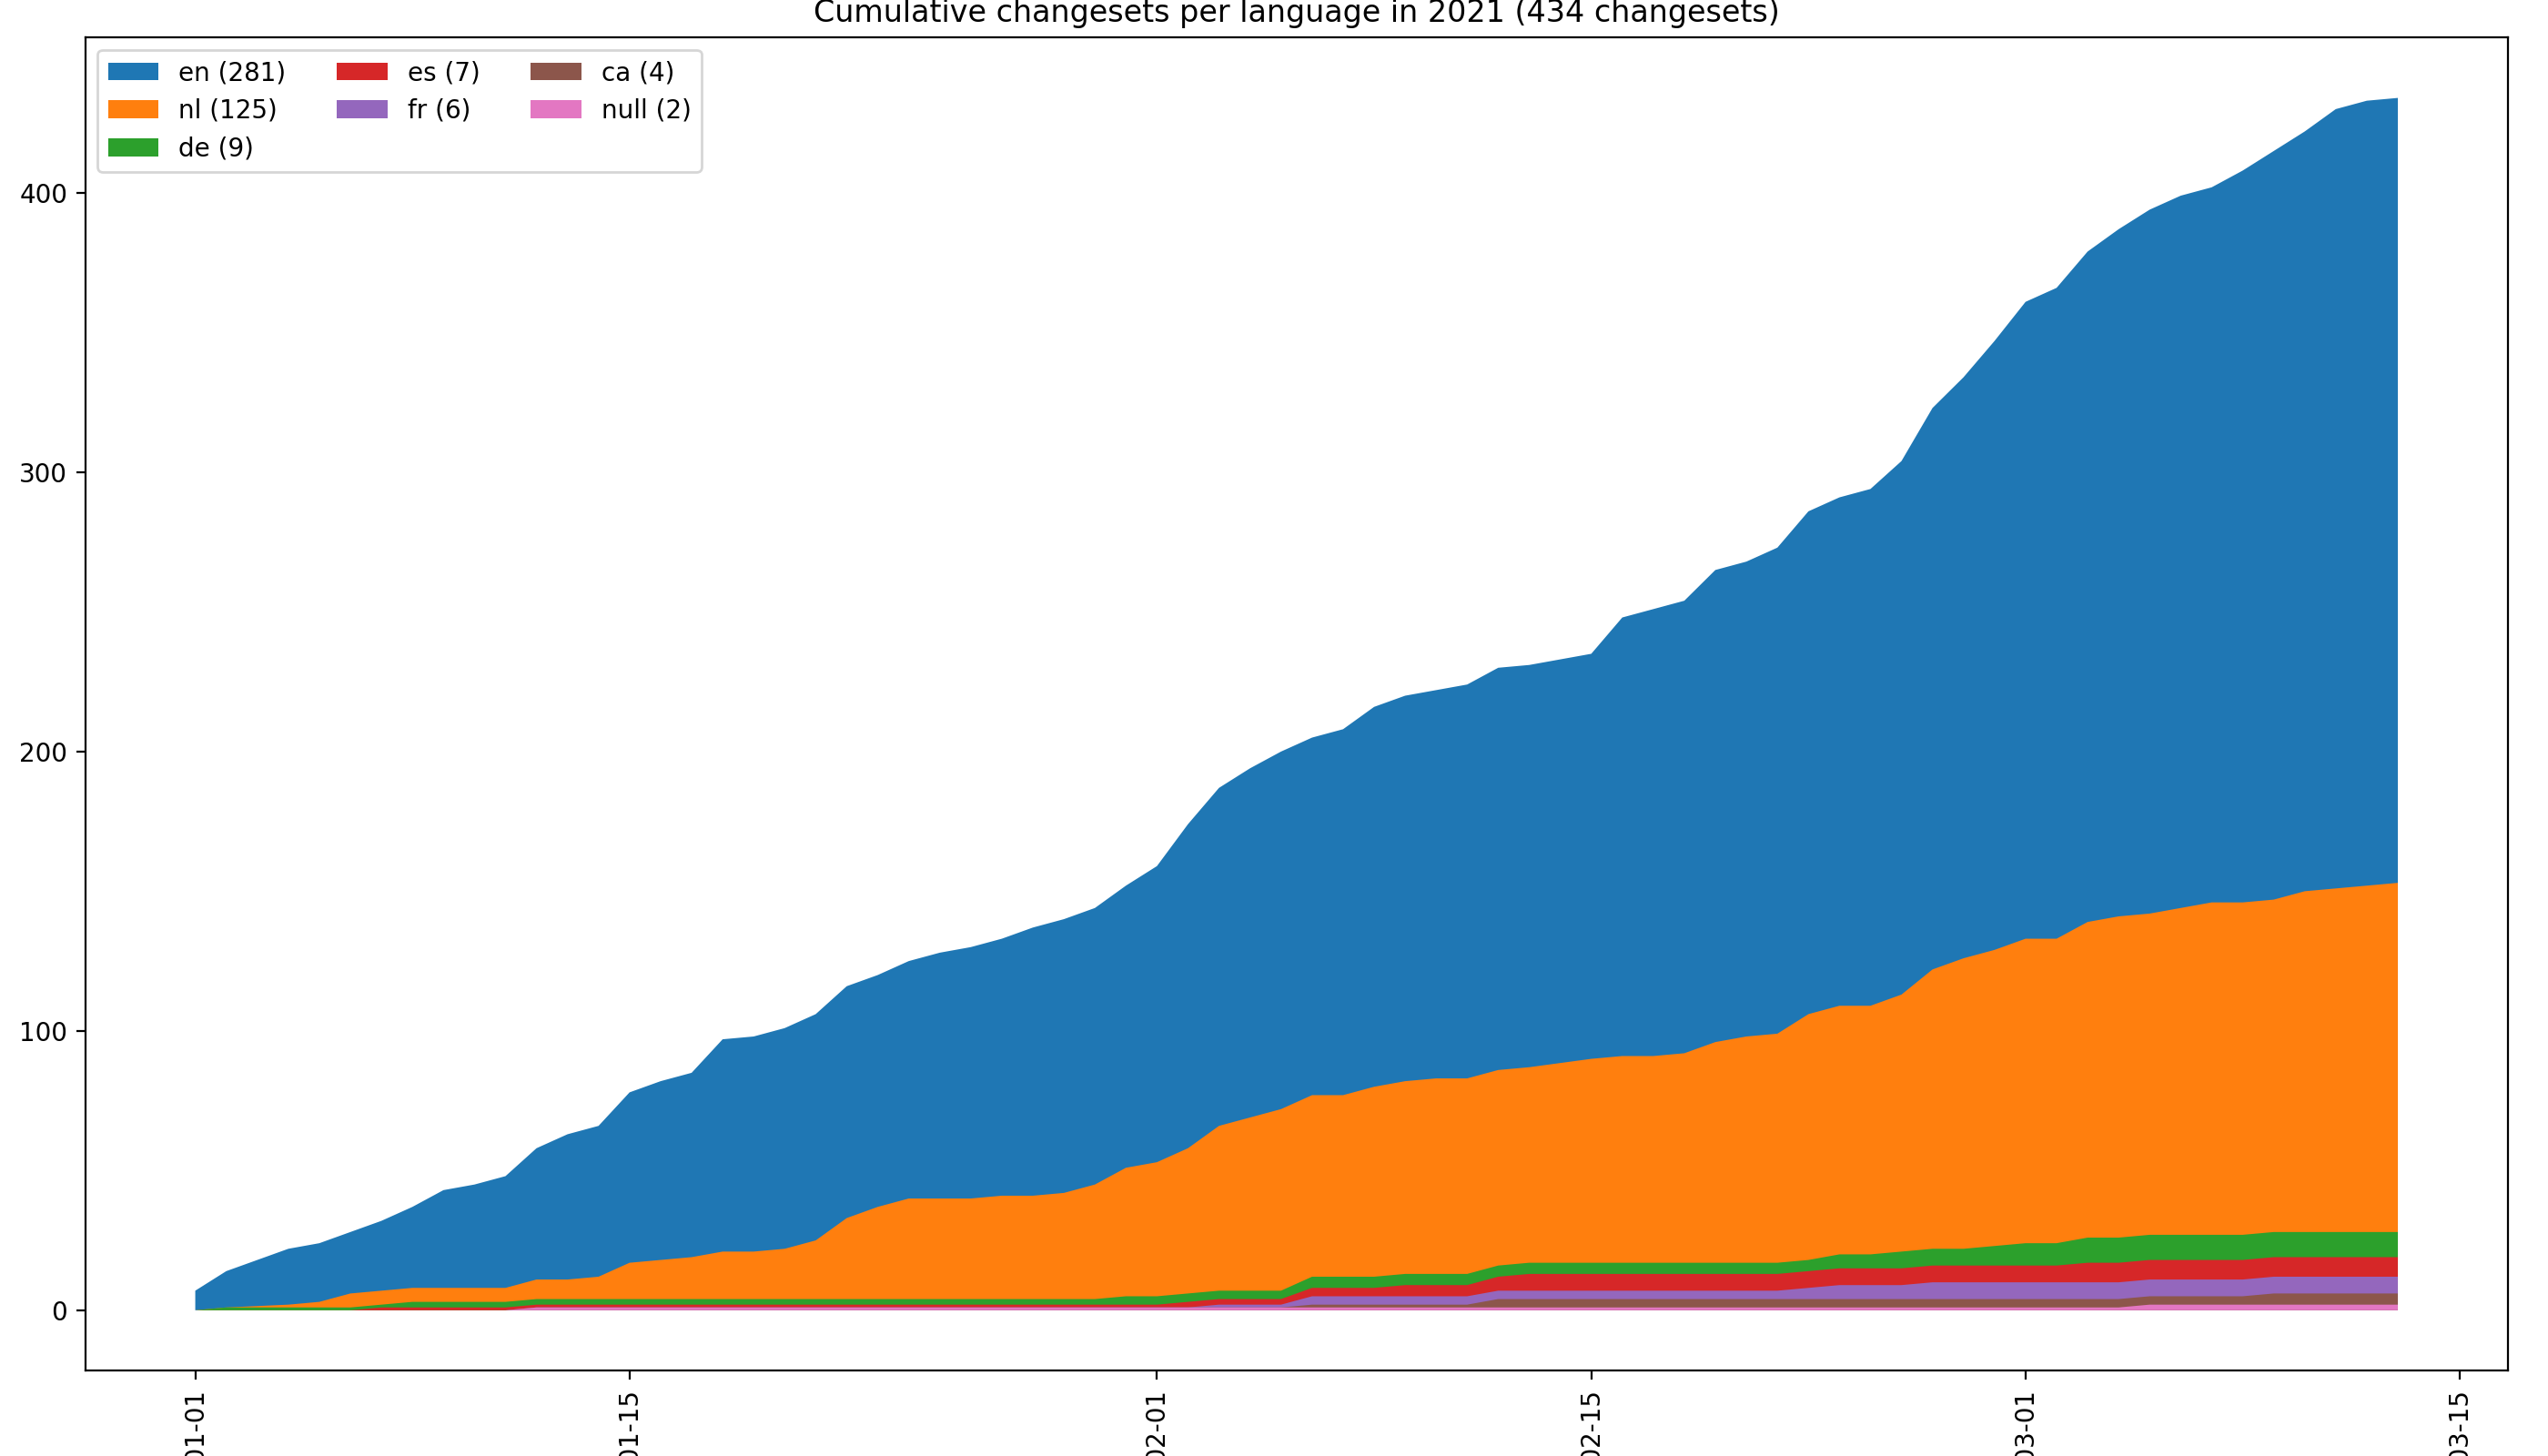 Cumulative changesets per language in 2021 (434 changesets)
en (281)
nl (125)
de (9)
es (7)
fr (6)
ca (4)
null (2)
400
300
200
100
0
01-01
01-15
02-01
02-15
03-01
03-15